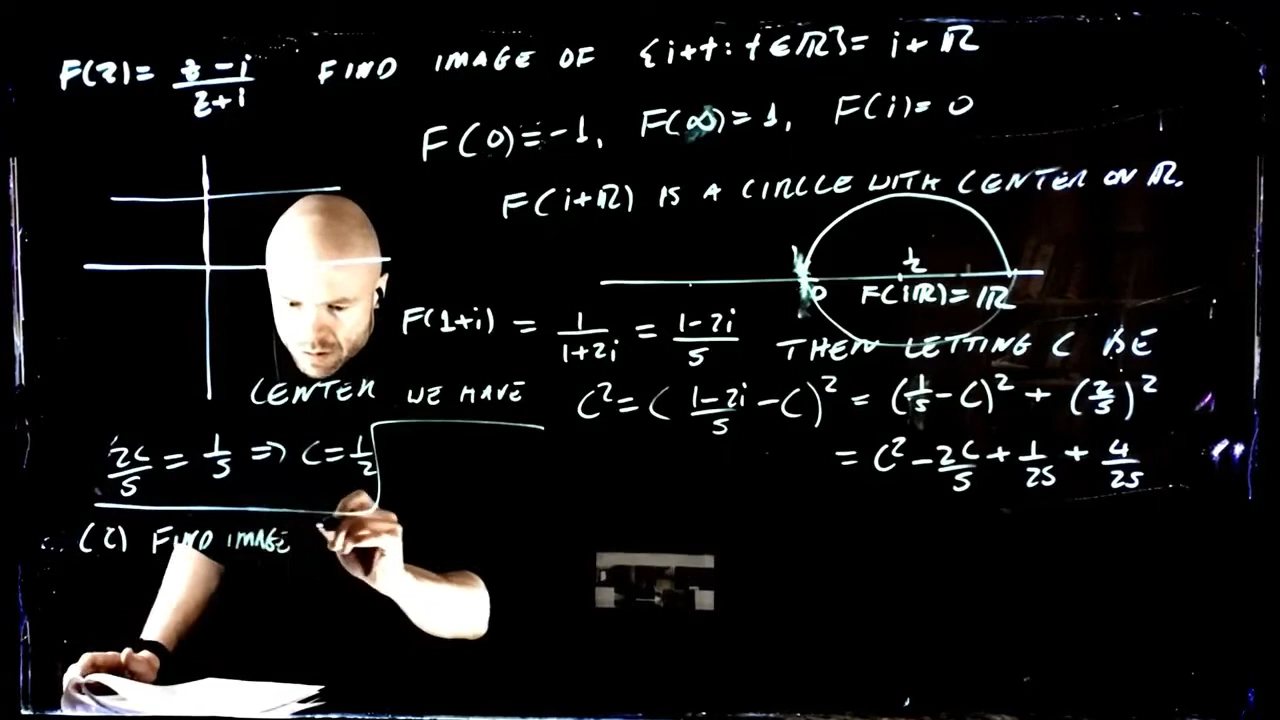 F(z) = z-i / z+i FIND IMAGE OF {i+t : t∈ℝ} = i+ℝ
F(0) = -1, F(∞) = 1, F(i) = 0
F(i+ℝ) IS A CIRCLE WITH CENTER ON ℝ.
1/2
0 F(iℝ)=ℝ
F(1+i) = 1/1+2i = 1-2i/5 THEN LETTING C BE
CENTER WE HAVE C² = (1-2i/5 - C)² = (1/5 - C)² + (2/5)²
= C² - 2C/5 + 1/25 + 4/25
2C/5 = 1/5 => C = 1/2
(2) FIND IMAGE